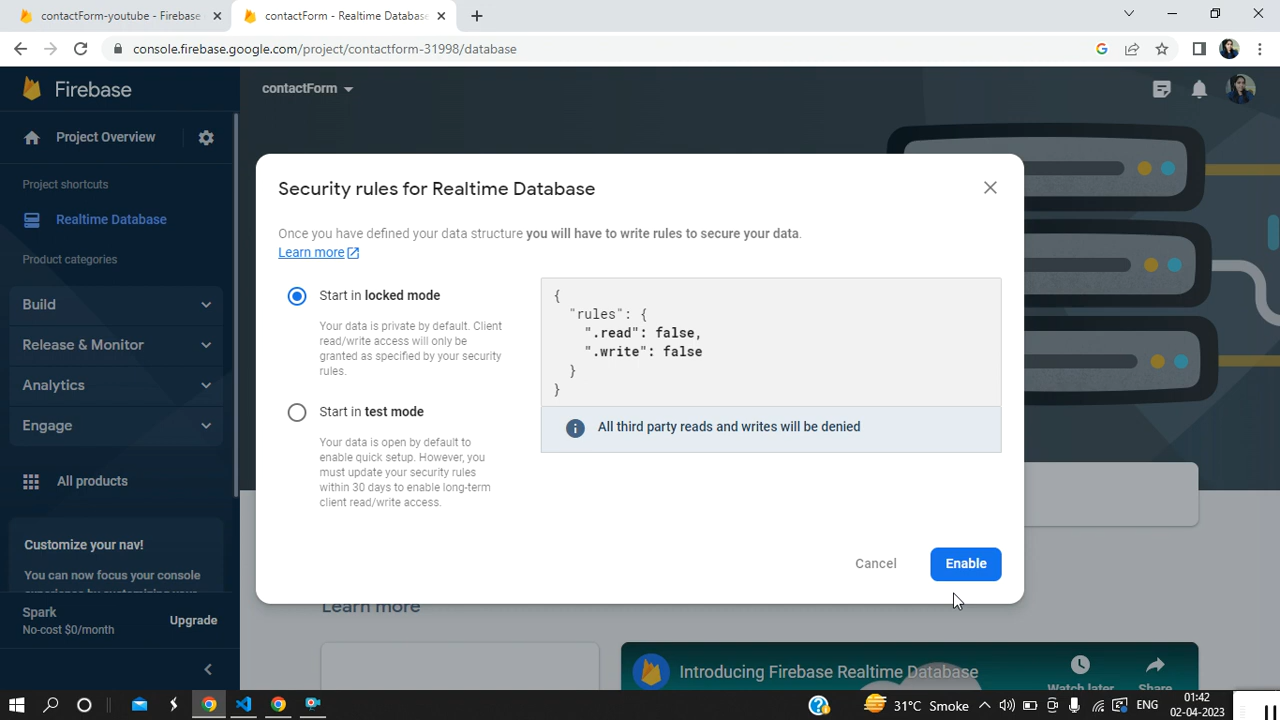 contactForm-youtube - Firebase
contactForm - Realtime Database
console.firebase.google.com/project/contactform-31998/database
Firebase
contactForm
Project Overview
Project shortcuts
Realtime Database
Product categories
Build
Release & Monitor
Analytics
Engage
All products
Customize your nav!
You can now focus your console
Spark
No-cost $0/month
Upgrade
Security rules for Realtime Database
Once you have defined your data structure you will have to write rules to secure your data.
Learn more
Start in locked mode
Your data is private by default. Client
read/write access will only be
granted as specified by your security
rules.
Start in test mode
Your data is open by default to
enable quick setup. However, you
must update your security rules
within 30 days to enable long-term
client read/write access.
{
"rules": {
".read": false,
".write": false
}
}
All third party reads and writes will be denied
Cancel
Enable
Learn more
Introducing Firebase Realtime Database
Watch later
Share
31°C Smoke
ENG
01:42
02-04-2023